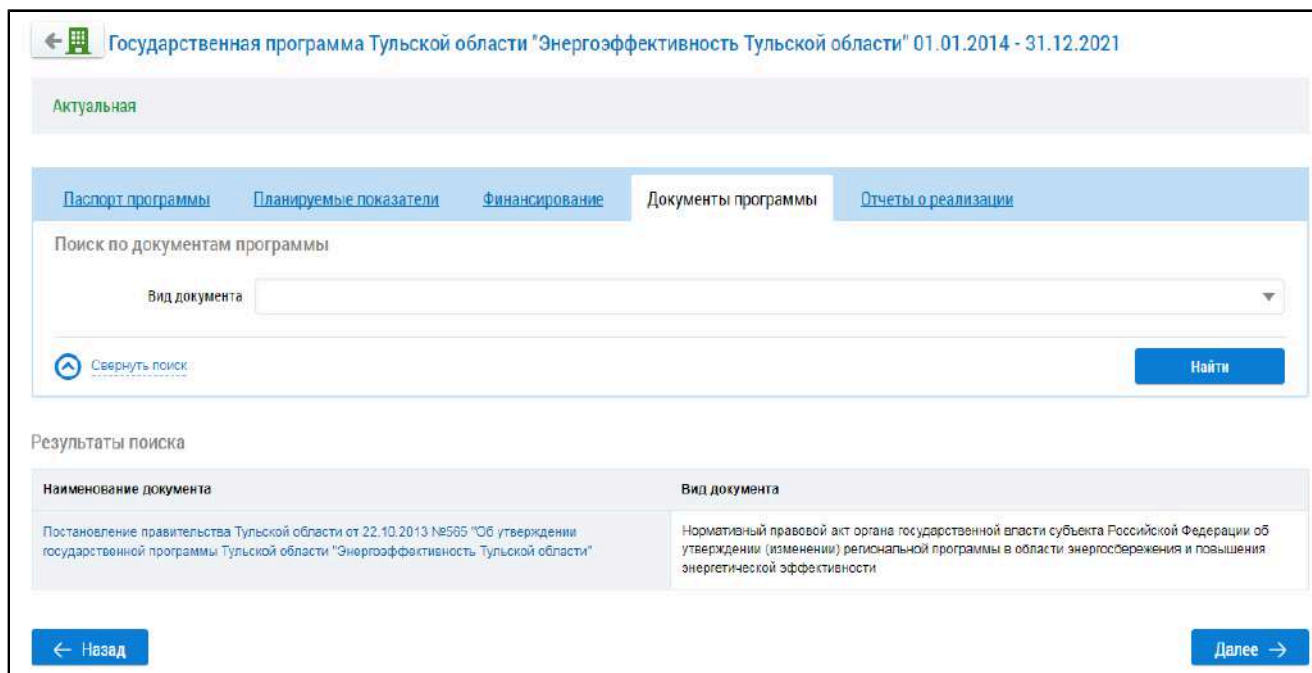 Государственная программа Тульской области "Энергоэффективность Тульской области" 01.01.2014 - 31.12.2021
Актуальная
Паспорт программы Планируемые показатели Финансирование Документы программы Отчеты о реализации
Поиск по документам программы
Вид документа
Свернуть поиск Найти
Результаты поиска
Наименование документа Вид документа
Постановление правительства Тульской области от 22.10.2013 №565 "Об утверждении
государственной программы Тульской области "Энергоэффективность Тульской области"
Нормативный правовой акт органа государственной власти субъекта Российской Федерации об
утверждении (изменении) региональной программы в области энергосбережения и повышения
энергетической эффективности
Назад Далее